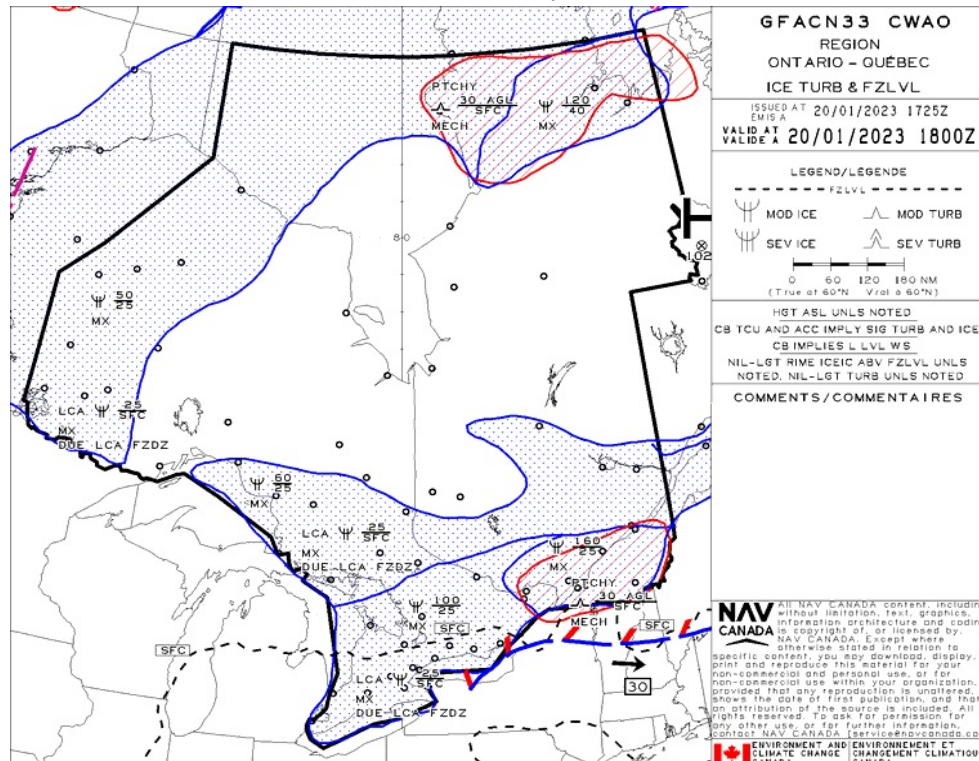 GFACN33 CWAO
REGION
ONTARIO - QUÉBEC
ICE TURB & FZLVL
ISSUED AT
ÉMIS A
20/01/2023 1725Z
VALID AT
VALIDE A
20/01/2023 1800Z
LEGEND/LÉGENDE
FZLVL
MOD ICE
MOD TURB
SEV ICE
SEV TURB
0 60 120 180 NM
(True at 60°N Vrai à 60°N)
HGT ASL UNLS NOTED
CB TCU AND ACC IMPLY SIG TURB AND ICE
CB IMPLIES L LVL WS
NIL-LGT RIME ICEIC ABV FZLVL UNLS
NOTED. NIL-LGT TURB UNLS NOTED
COMMENTS/COMMENTAIRES
PTCHY
30 AGL
SFC
MECH
120
40
MX
80
102
50
25
MX
LCA
25
SFC
MX
DUE LCA FZDZ
60
25
MX
LCA
25
SFC
MX
DUE LCA FZDZ
160
25
MX
PTCHY
30 AGL
SFC
MECH
100
25
MX
SFC
SFC
SFC
LCA
25
SFC
MX
DUE LCA FZDZ
30
NAV
CANADA
All NAV CANADA content, including
without limitation, text, graphics,
information architecture and coding
is copyright of, or licensed by,
NAV CANADA. Except where
otherwise stated in relation to
specific content, you may download, display,
print and reproduce this material for your
non-commercial and personal use, or for
non-commercial use within your organization,
provided that any reproduction is unaltered,
shows the date of first publication, and that
an attribution of the source is included. All
rights reserved. To ask for permission for
any other use, or for further information,
contact NAV CANADA [service@navcanada.ca
ENVIRONMENT AND
CLIMATE CHANGE
CANADA
ENVIRONNEMENT ET
CHANGEMENT CLIMATIQUE
CANADA